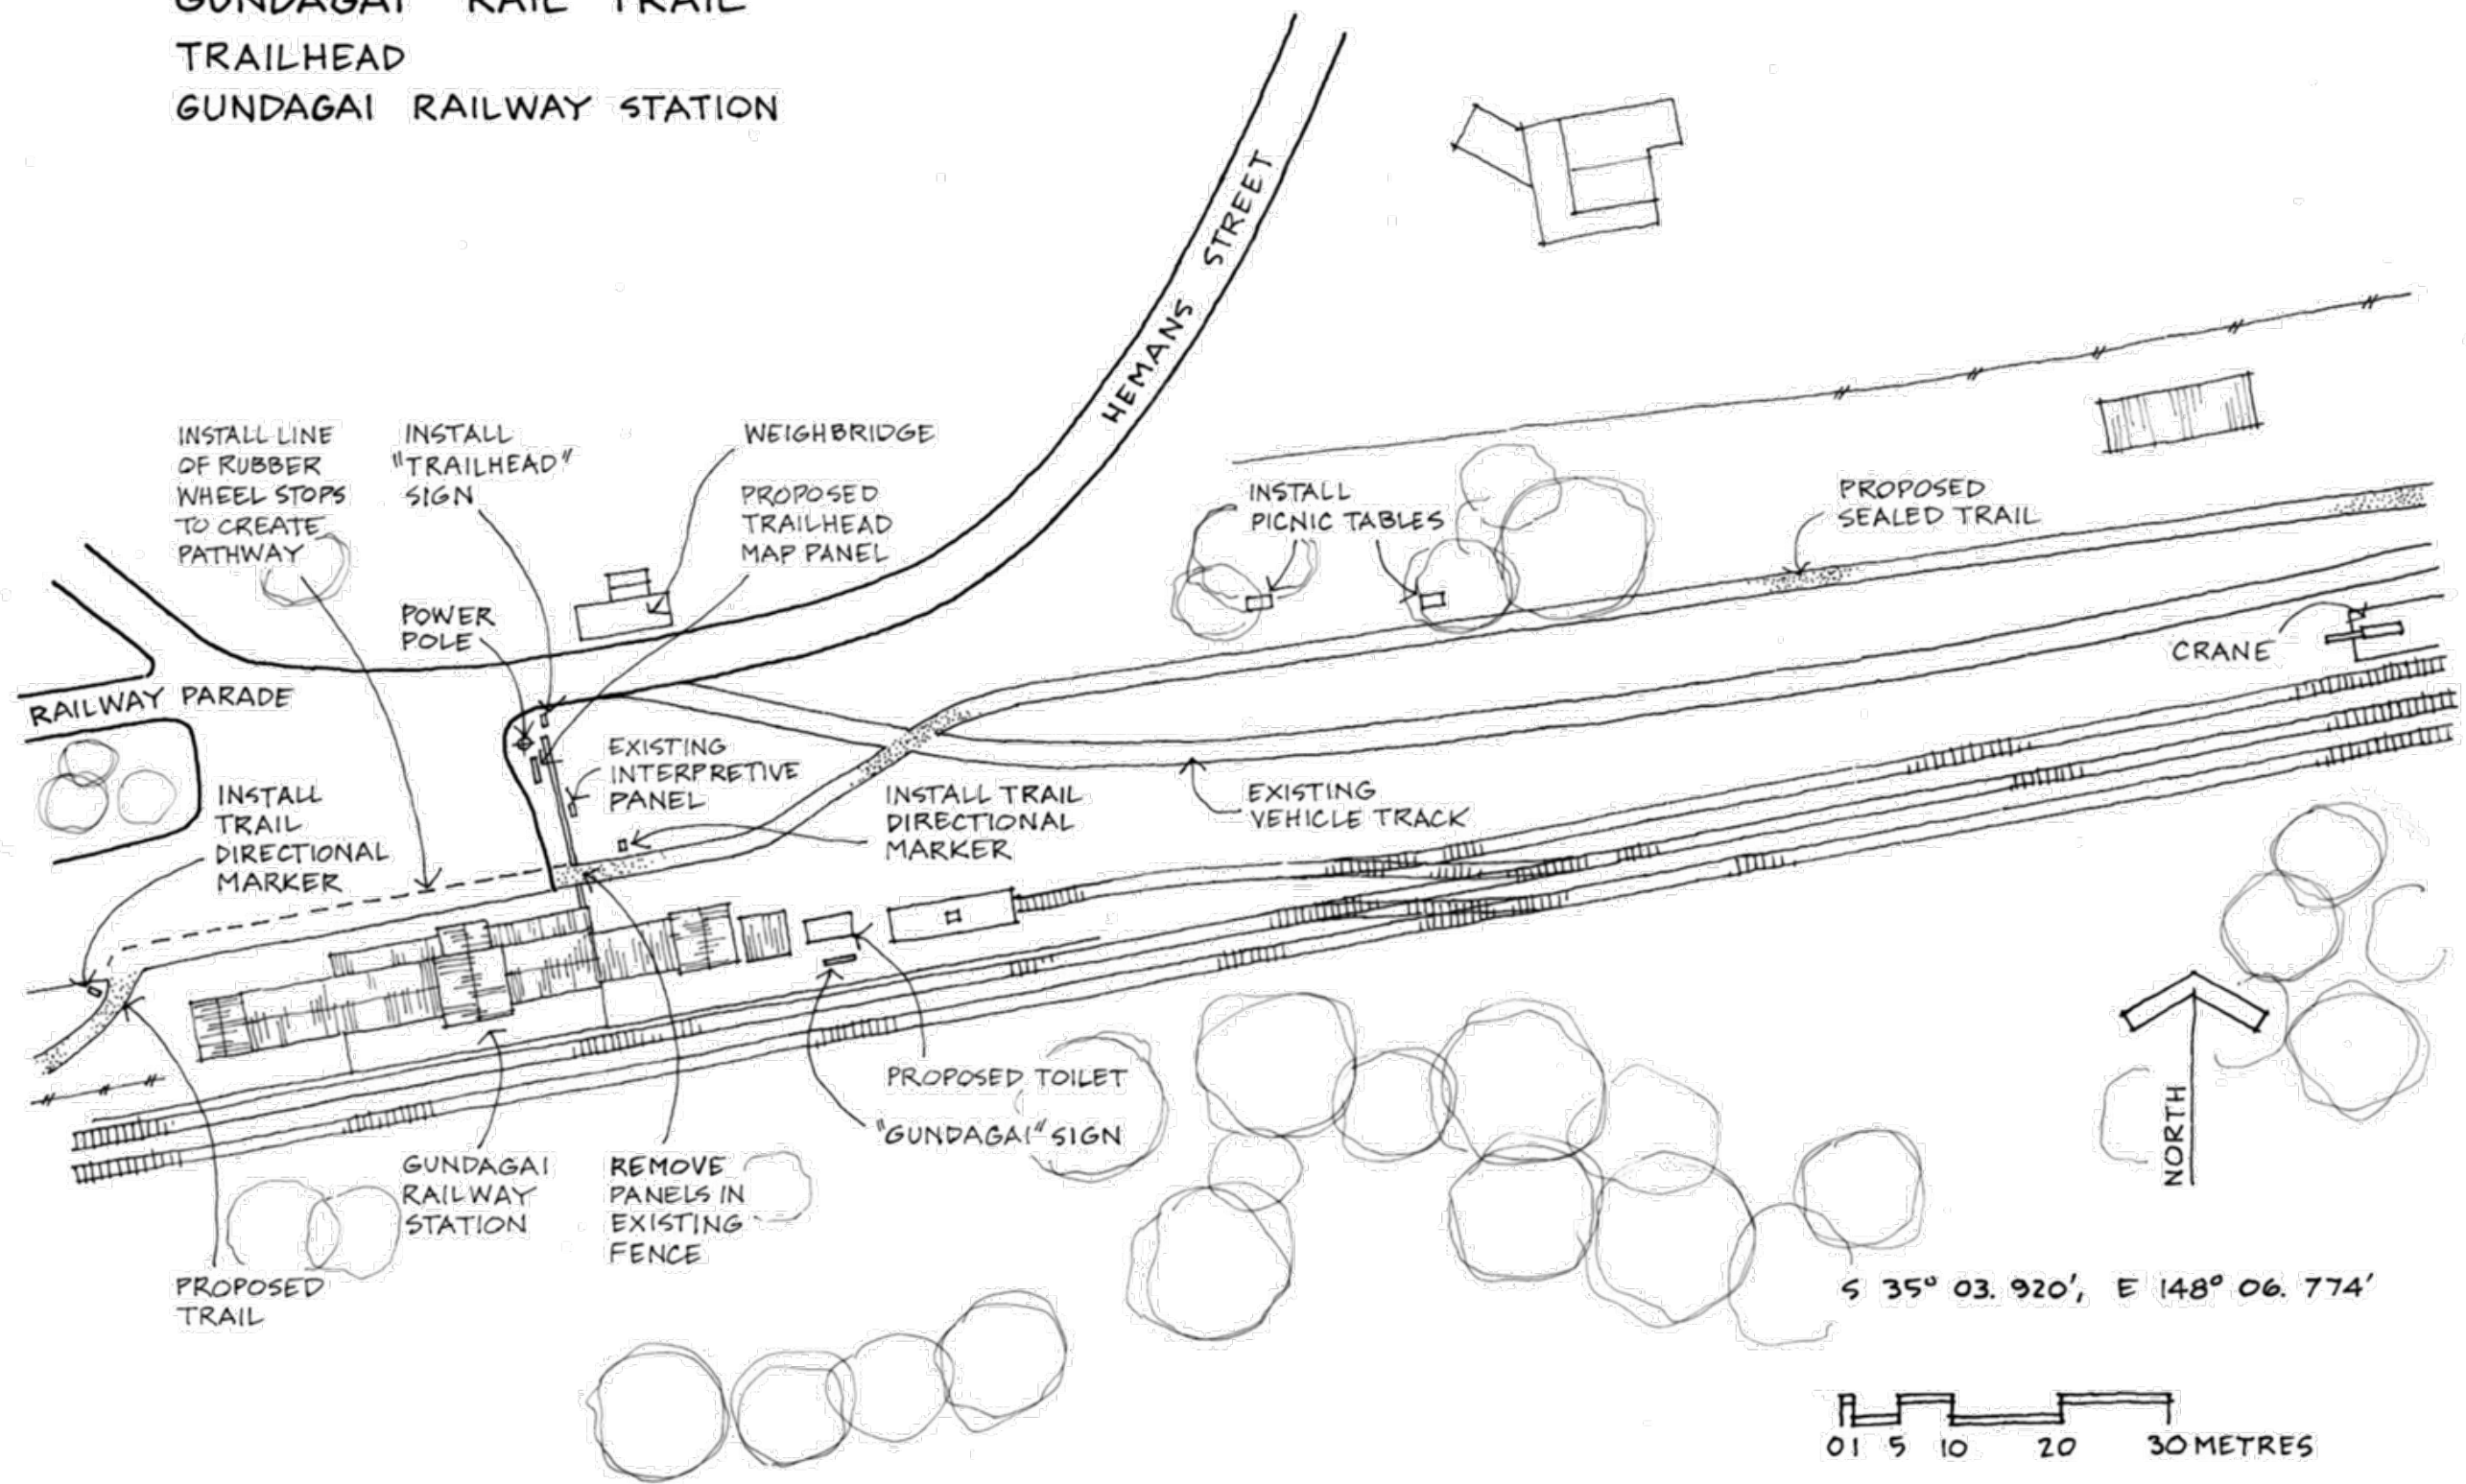 GUNDAGAI RAIL TRAIL
TRAILHEAD
GUNDAGAI RAILWAY STATION
HEMANS STREET
INSTALL LINE
OF RUBBER
WHEEL STOPS
TO CREATE
PATHWAY
INSTALL
"TRAILHEAD"
SIGN
WEIGHBRIDGE
PROPOSED
TRAILHEAD
MAP PANEL
POWER
POLE
INSTALL
PICNIC TABLES
PROPOSED
SEALED TRAIL
CRANE
RAILWAY PARADE
EXISTING
INTERPRETIVE
PANEL
INSTALL
TRAIL
DIRECTIONAL
MARKER
INSTALL TRAIL
DIRECTIONAL
MARKER
EXISTING
VEHICLE TRACK
PROPOSED TOILET
"GUNDAGAI" SIGN
GUNDAGAI
RAILWAY
STATION
REMOVE
PANELS IN
EXISTING
FENCE
PROPOSED
TRAIL
NORTH
S 35° 03. 920', E 148° 06. 774'
0 1 5 10 20 30 METRES